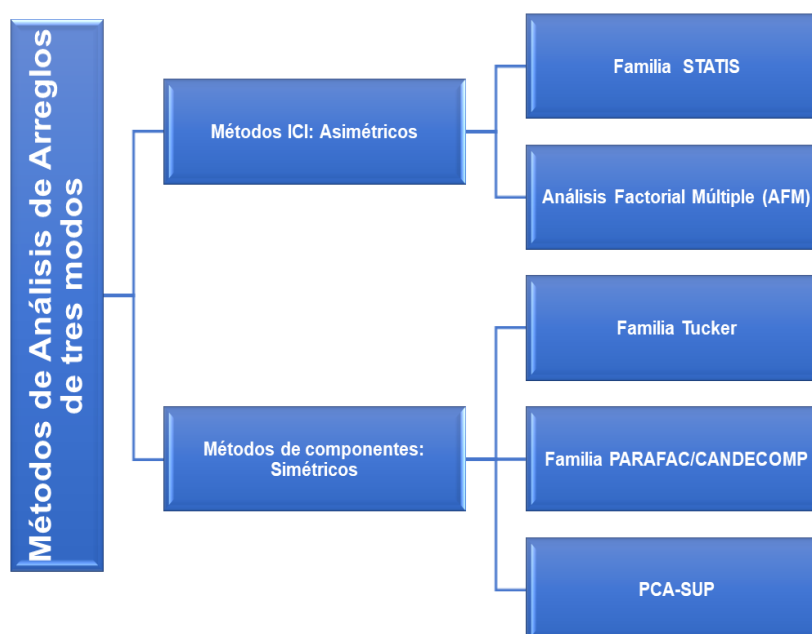 Métodos de Análisis de Arreglos
de tres modos
Métodos ICI: Asimétricos
Familia STATIS
Análisis Factorial Múltiple (AFM)
Métodos de componentes:
Simétricos
Familia Tucker
Familia PARAFAC/CANDECOMP
PCA-SUP